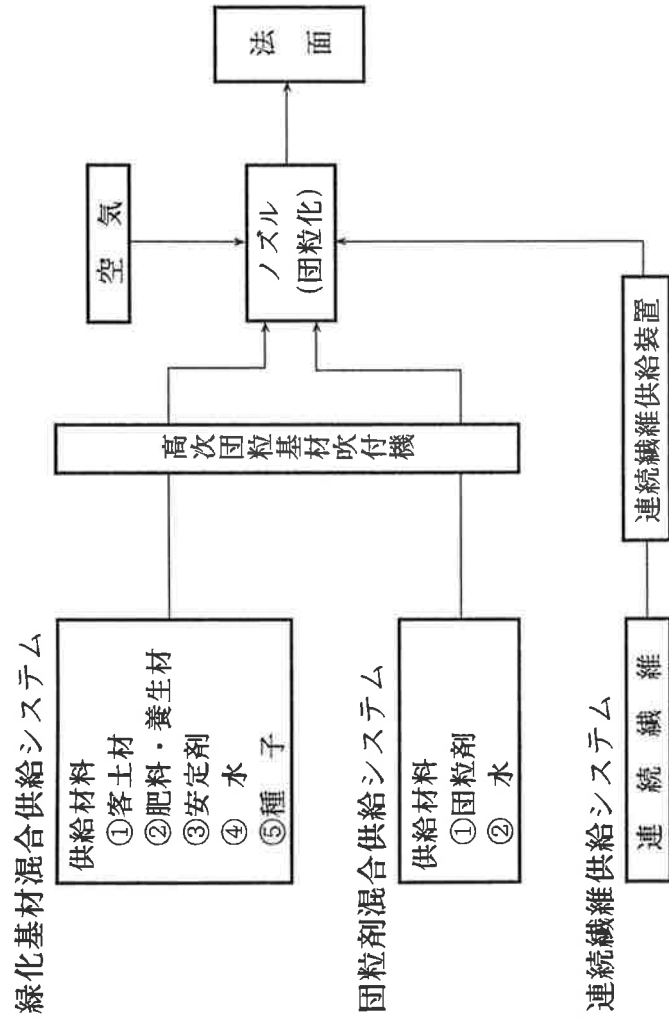 緑化基材混合供給システム
供給材料
①客土材
②肥料・養生材
③安定剤
④ 水
⑤種 子
団粒剤混合供給システム
供給材料
①団粒剤
② 水
連続繊維供給システム
連 続 繊 維
高次団粒基材吹付機
連続繊維供給装置
空 気
ノズル
(団粒化)
法 面